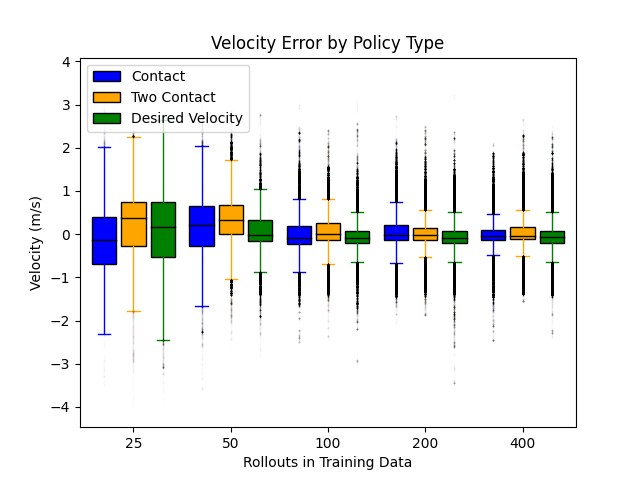 Velocity Error by Policy Type
Contact
Two Contact
Desired Velocity
Velocity (m/s)
4
3
2
1
0
−1
−2
−3
−4
25
50
100
200
400
Rollouts in Training Data